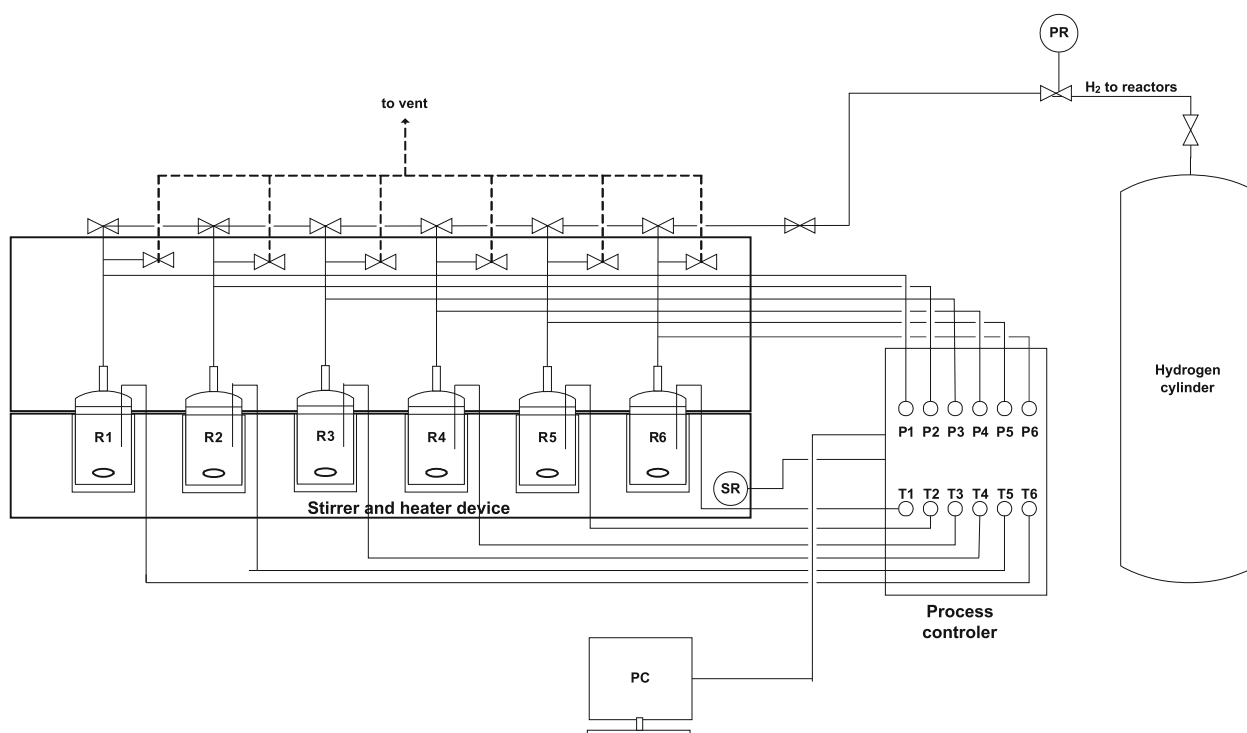 PR
H₂ to reactors
to vent
Hydrogen
cylinder
R1 R2 R3 R4 R5 R6
P1 P2 P3 P4 P5 P6
SR
T1 T2 T3 T4 T5 T6
Stirrer and heater device
Process
controler
PC